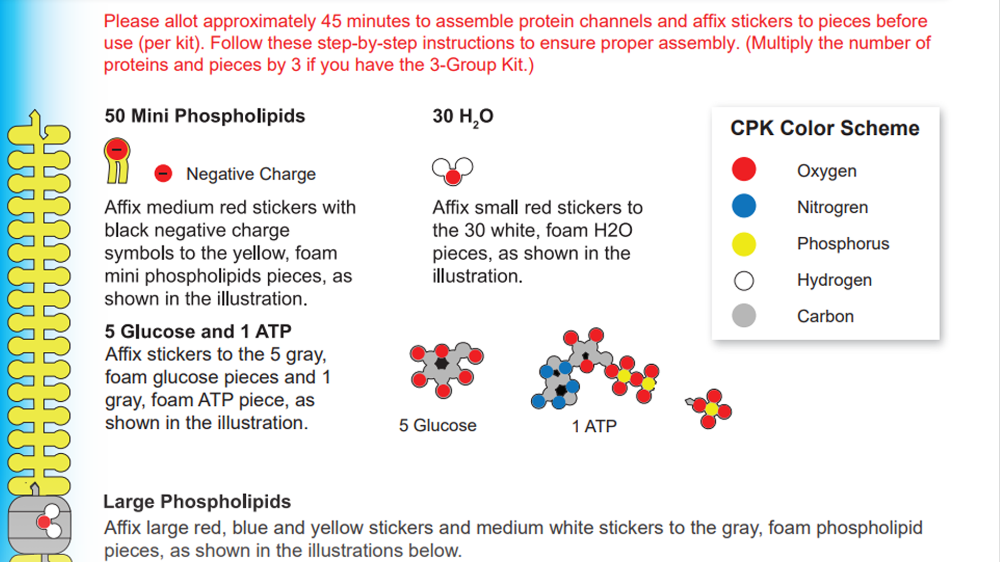 Please allot approximately 45 minutes to assemble protein channels and affix stickers to pieces before
use (per kit). Follow these step-by-step instructions to ensure proper assembly. (Multiply the number of
proteins and pieces by 3 if you have the 3-Group Kit.)
50 Mini Phospholipids
− Negative Charge
Affix medium red stickers with
black negative charge
symbols to the yellow, foam
mini phospholipids pieces, as
shown in the illustration.
30 H2O
Affix small red stickers to
the 30 white, foam H2O
pieces, as shown in the
illustration.
CPK Color Scheme
Oxygen
Nitrogren
Phosphorus
Hydrogen
Carbon
5 Glucose and 1 ATP
Affix stickers to the 5 gray,
foam glucose pieces and 1
gray, foam ATP piece, as
shown in the illustration.
5 Glucose
1 ATP
Large Phospholipids
Affix large red, blue and yellow stickers and medium white stickers to the gray, foam phospholipid
pieces, as shown in the illustrations below.